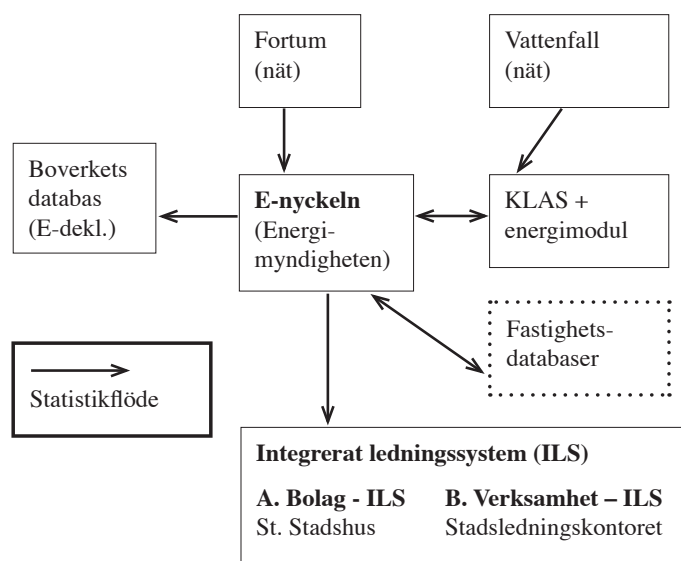 Fortum
(nät)
Vattenfall
(nät)
Boverkets
databas
(E-dekl.)
E-nyckeln
(Energi-
myndigheten)
KLAS +
energimodul
Fastighets-
databaser
Statistikflöde
Integrerat ledningssystem (ILS)
A. Bolag - ILS
St. Stadshus
B. Verksamhet – ILS
Stadsledningskontoret